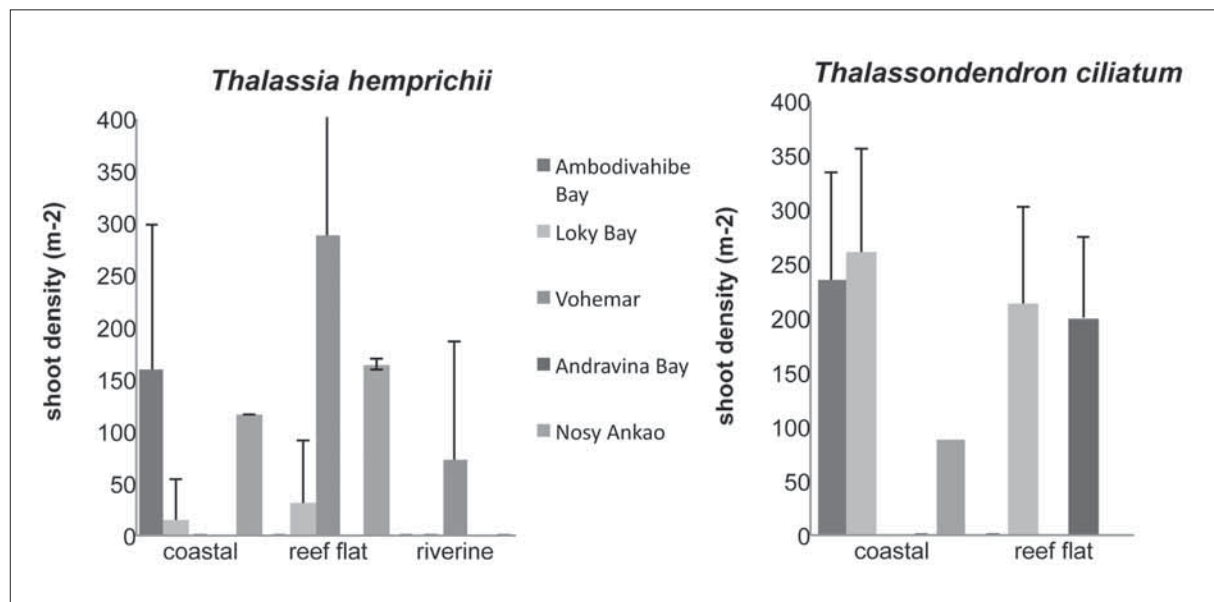 Thalassia hemprichii
shoot density (m-2)
400
350
300
250
200
150
100
50
0
coastal
reef flat
riverine
Ambodivahibe
Bay
Loky Bay
Vohemar
Andravina Bay
Nosy Ankao
Thalassondendron ciliatum
shoot density (m-2)
400
350
300
250
200
150
100
50
0
coastal
reef flat